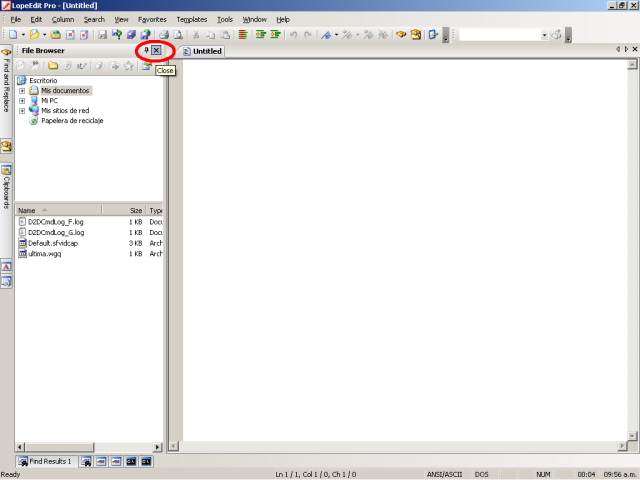 LopeEdit Pro - [Untitled]
File Edit Column Search View Favorites Templates Tools Window Help
File Browser
Untitled
Close
Find and Replace
Escritorio
Mis documentos
Mi PC
Mis sitios de red
Papelera de reciclaje
Clipboards
Name Size Type
D2DCmdLog_F.log 1 KB Docu
D2DCmdLog_G.log 1 KB Docu
Default.sfvidcap 3 KB Arch
ultima.wgq 1 KB Arch
Find Results 1
Ready Ln 1 / 1, Col 1 / 0, Ch 1 / 0 ANSI/ASCII DOS NUM 00:04 09:56 a.m.